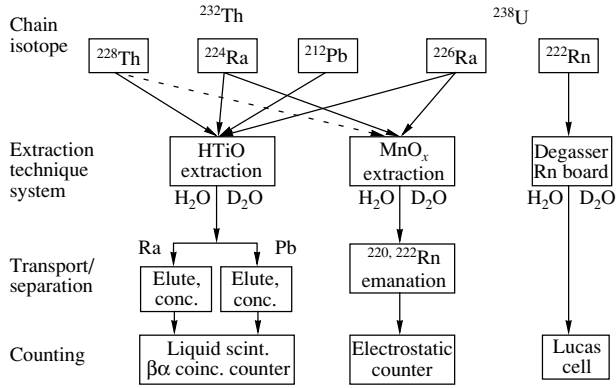 Chain
isotope
²³²Th
²³⁸U
²²⁸Th
²²⁴Ra
²¹²Pb
²²⁶Ra
²²²Rn
Extraction
technique
system
HTiO
extraction
MnOₓ
extraction
Degasser
Rn board
H₂O D₂O
H₂O D₂O
H₂O D₂O
Transport/
separation
Ra
Pb
Elute,
conc.
Elute,
conc.
²²⁰, ²²²Rn
emanation
Counting
Liquid scint.
βα coinc. counter
Electrostatic
counter
Lucas
cell